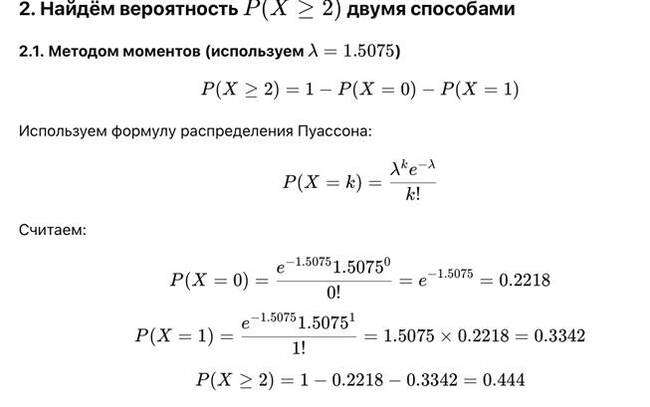 2. Найдём вероятность P(X ≥ 2) двумя способами
2.1. Методом моментов (используем λ = 1.5075)
P(X ≥ 2) = 1 − P(X = 0) − P(X = 1)
Используем формулу распределения Пуассона:
P(X = k) = λ^k e^{−λ} / k!
Считаем:
P(X = 0) = e^{−1.5075} 1.5075^0 / 0! = e^{−1.5075} = 0.2218
P(X = 1) = e^{−1.5075} 1.5075^1 / 1! = 1.5075 × 0.2218 = 0.3342
P(X ≥ 2) = 1 − 0.2218 − 0.3342 = 0.444